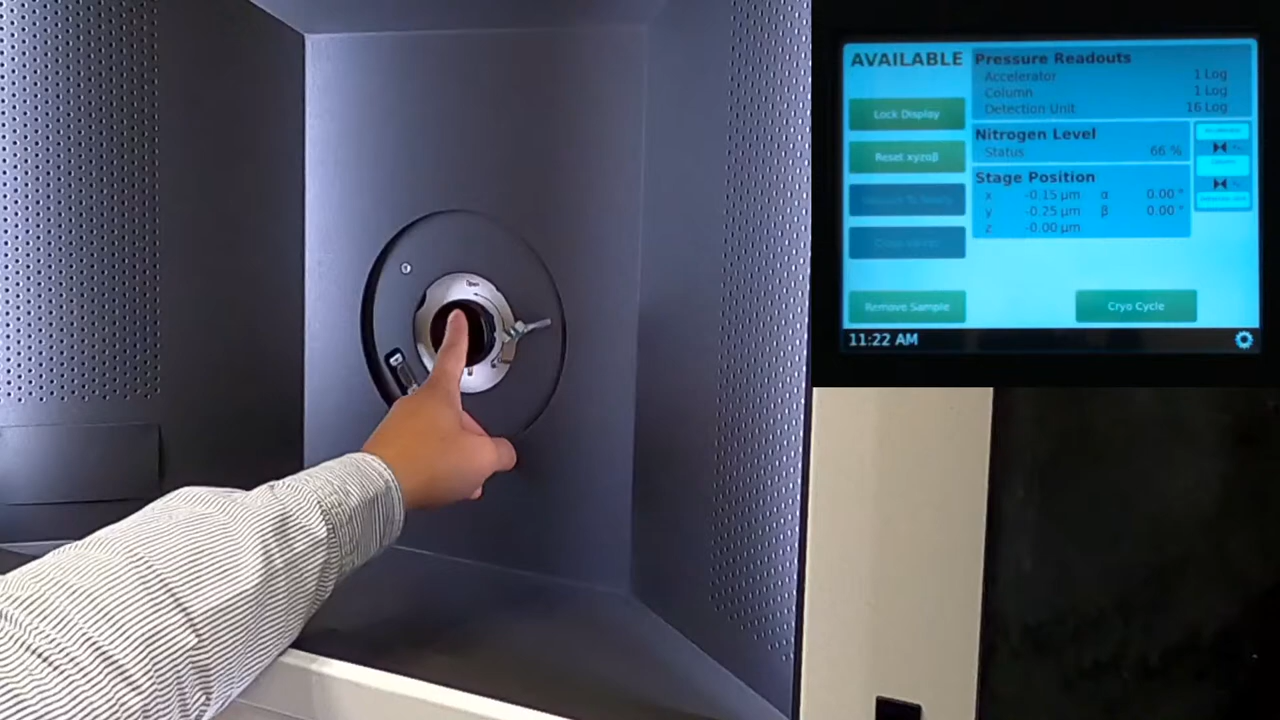 Open
AVAILABLE
Lock Display
Reset xyzαβ
Remove Sample
Pressure Readouts
Accelerator 1 Log
Column 1 Log
Detection Unit 16 Log
Nitrogen Level
Status 66 %
Stage Position
x -0.15 µm α 0.00 °
y -0.25 µm β 0.00 °
z -0.00 µm
Cryo Cycle
11:22 AM